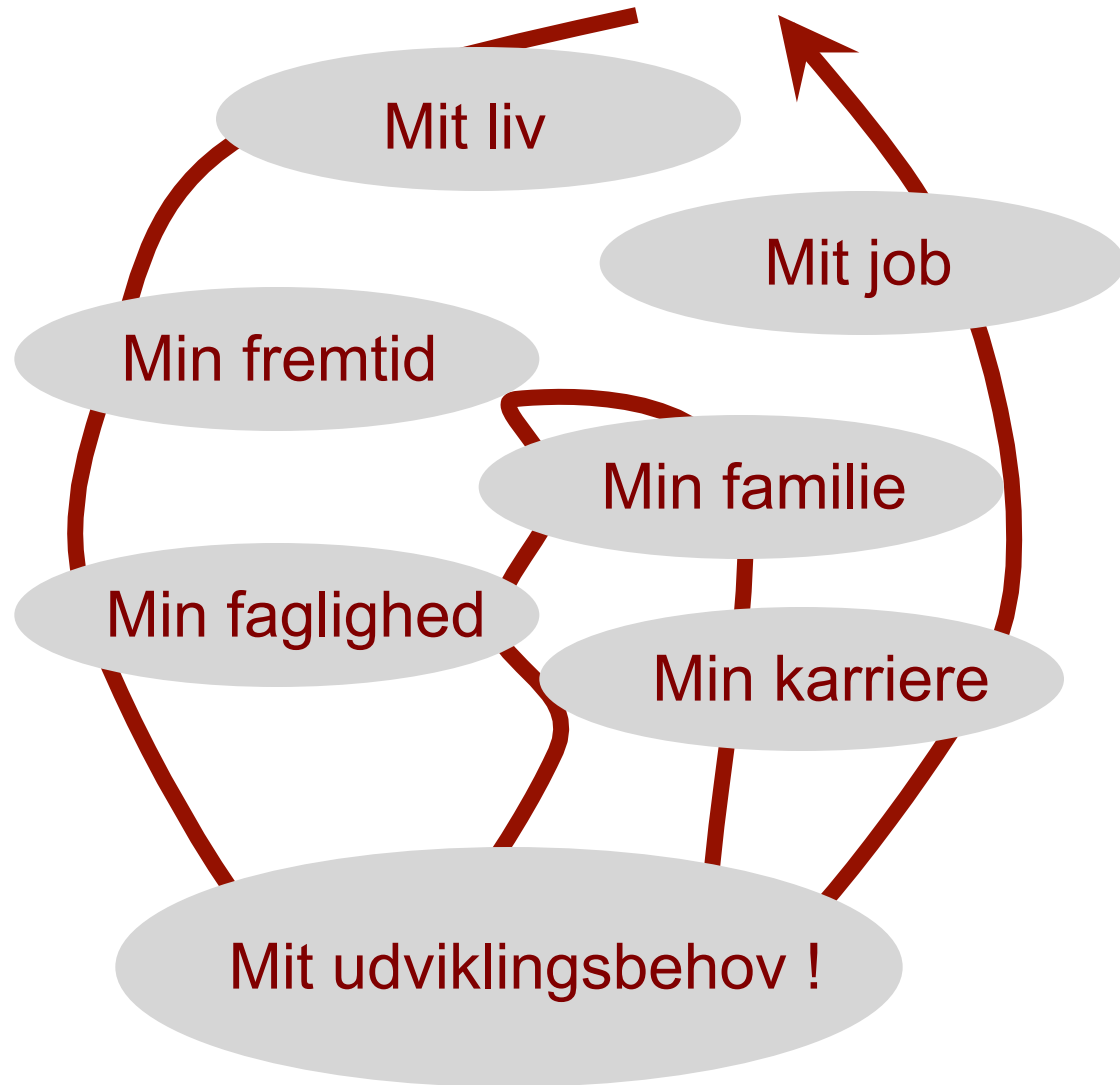 Mit liv
Mit job
Min fremtid
Min familie
Min faglighed
Min karriere
Mit udviklingsbehov !